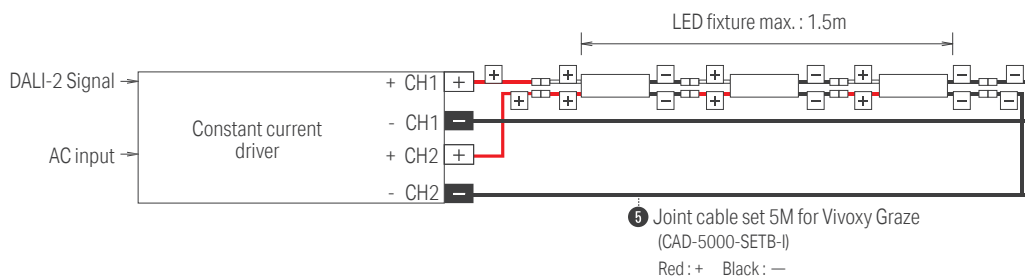 LED fixture max. : 1.5m
DALI-2 Signal
AC input
Constant current
driver
+ CH1 +
- CH1 −
+ CH2 +
- CH2 −
+ + − + − + − −
+ + − + − + − −
5 Joint cable set 5M for Vivoxy Graze
(CAD-5000-SETB-I)
Red : + Black : —